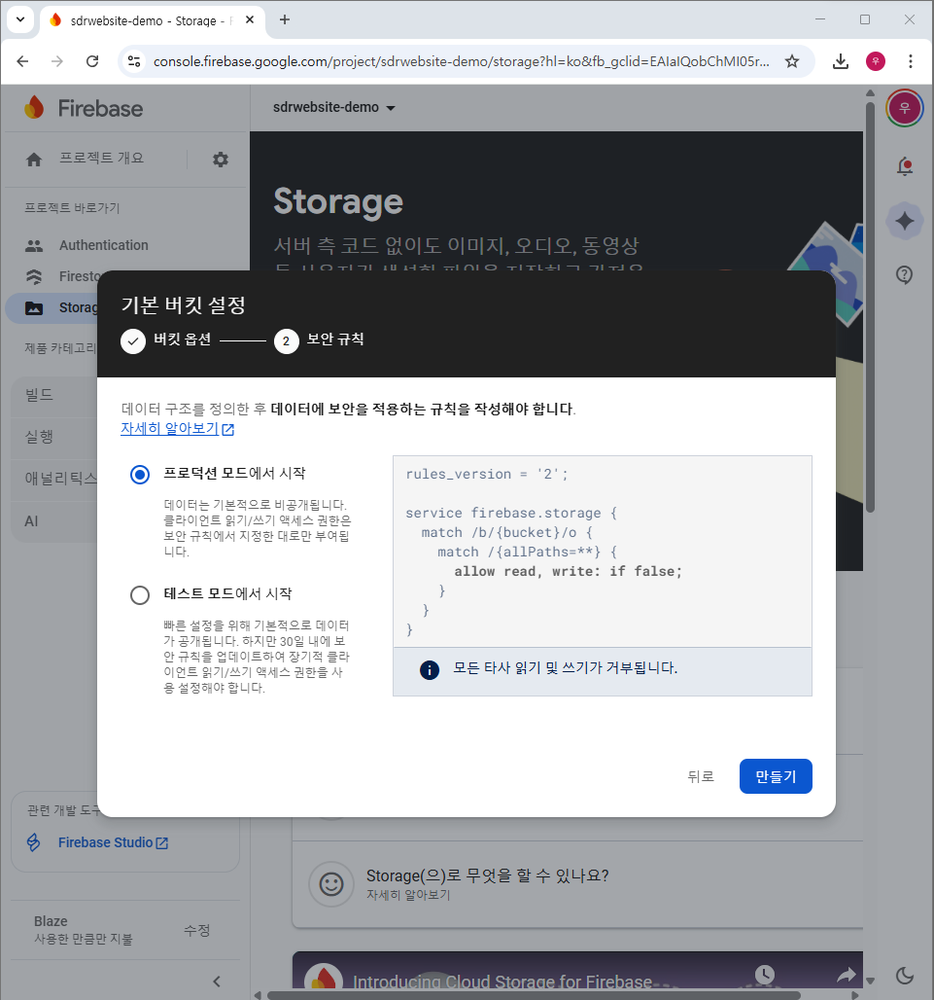 sdrwebsite-demo - Storage -
console.firebase.google.com/project/sdrwebsite-demo/storage?hl=ko&fb_gclid=EAIaIQobChMI05r...
우
Firebase
sdrwebsite-demo
우
프로젝트 개요
프로젝트 바로가기
Authentication
Firesto
Storag
제품 카테고리
빌드
실행
애널리틱스
AI
Storage
서버 측 코드 없이도 이미지, 오디오, 동영상
기본 버킷 설정
버킷 옵션
2 보안 규칙
데이터 구조를 정의한 후 데이터에 보안을 적용하는 규칙을 작성해야 합니다.
자세히 알아보기
프로덕션 모드에서 시작
데이터는 기본적으로 비공개됩니다.
클라이언트 읽기/쓰기 액세스 권한은
보안 규칙에서 지정한 대로만 부여됩
니다.
테스트 모드에서 시작
빠른 설정을 위해 기본적으로 데이터
가 공개됩니다. 하지만 30일 내에 보
안 규칙을 업데이트하여 장기적 클라
이언트 읽기/쓰기 액세스 권한을 사
용 설정해야 합니다.
rules_version = '2';
service firebase.storage {
match /b/{bucket}/o {
match /{allPaths=**} {
allow read, write: if false;
}
}
}
모든 타사 읽기 및 쓰기가 거부됩니다.
뒤로
만들기
관련 개발 도구
Firebase Studio
Storage(으)로 무엇을 할 수 있나요?
자세히 알아보기
Blaze
사용한 만큼만 지불
수정
Introducing Cloud Storage for Firebase